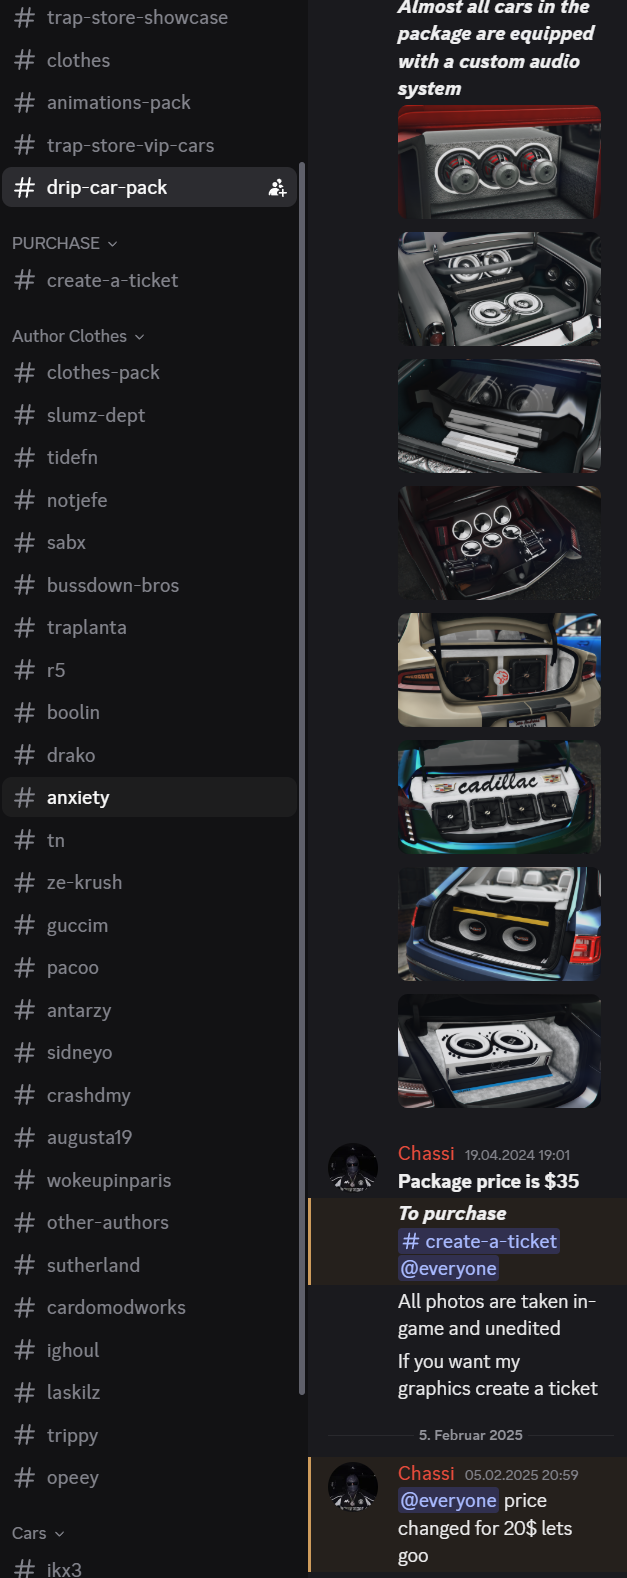 trap-store-showcase
clothes
animations-pack
trap-store-vip-cars
drip-car-pack
PURCHASE
create-a-ticket
Author Clothes
clothes-pack
slumz-dept
tidefn
notjefe
sabx
bussdown-bros
traplanta
r5
boolin
drako
anxiety
tn
ze-krush
guccim
pacoo
antarzy
sidneyo
crashdmy
augusta19
wokeupinparis
other-authors
sutherland
cardomodworks
ighoul
laskilz
trippy
opeey
Cars
ikx3
Almost all cars in the
package are equipped
with a custom audio
system
cadillac
Chassi 19.04.2024 19:01
Package price is $35
To purchase
# create-a-ticket
@everyone
All photos are taken in-
game and unedited
If you want my
graphics create a ticket
5. Februar 2025
Chassi 05.02.2025 20:59
@everyone price
changed for 20$ lets
goo